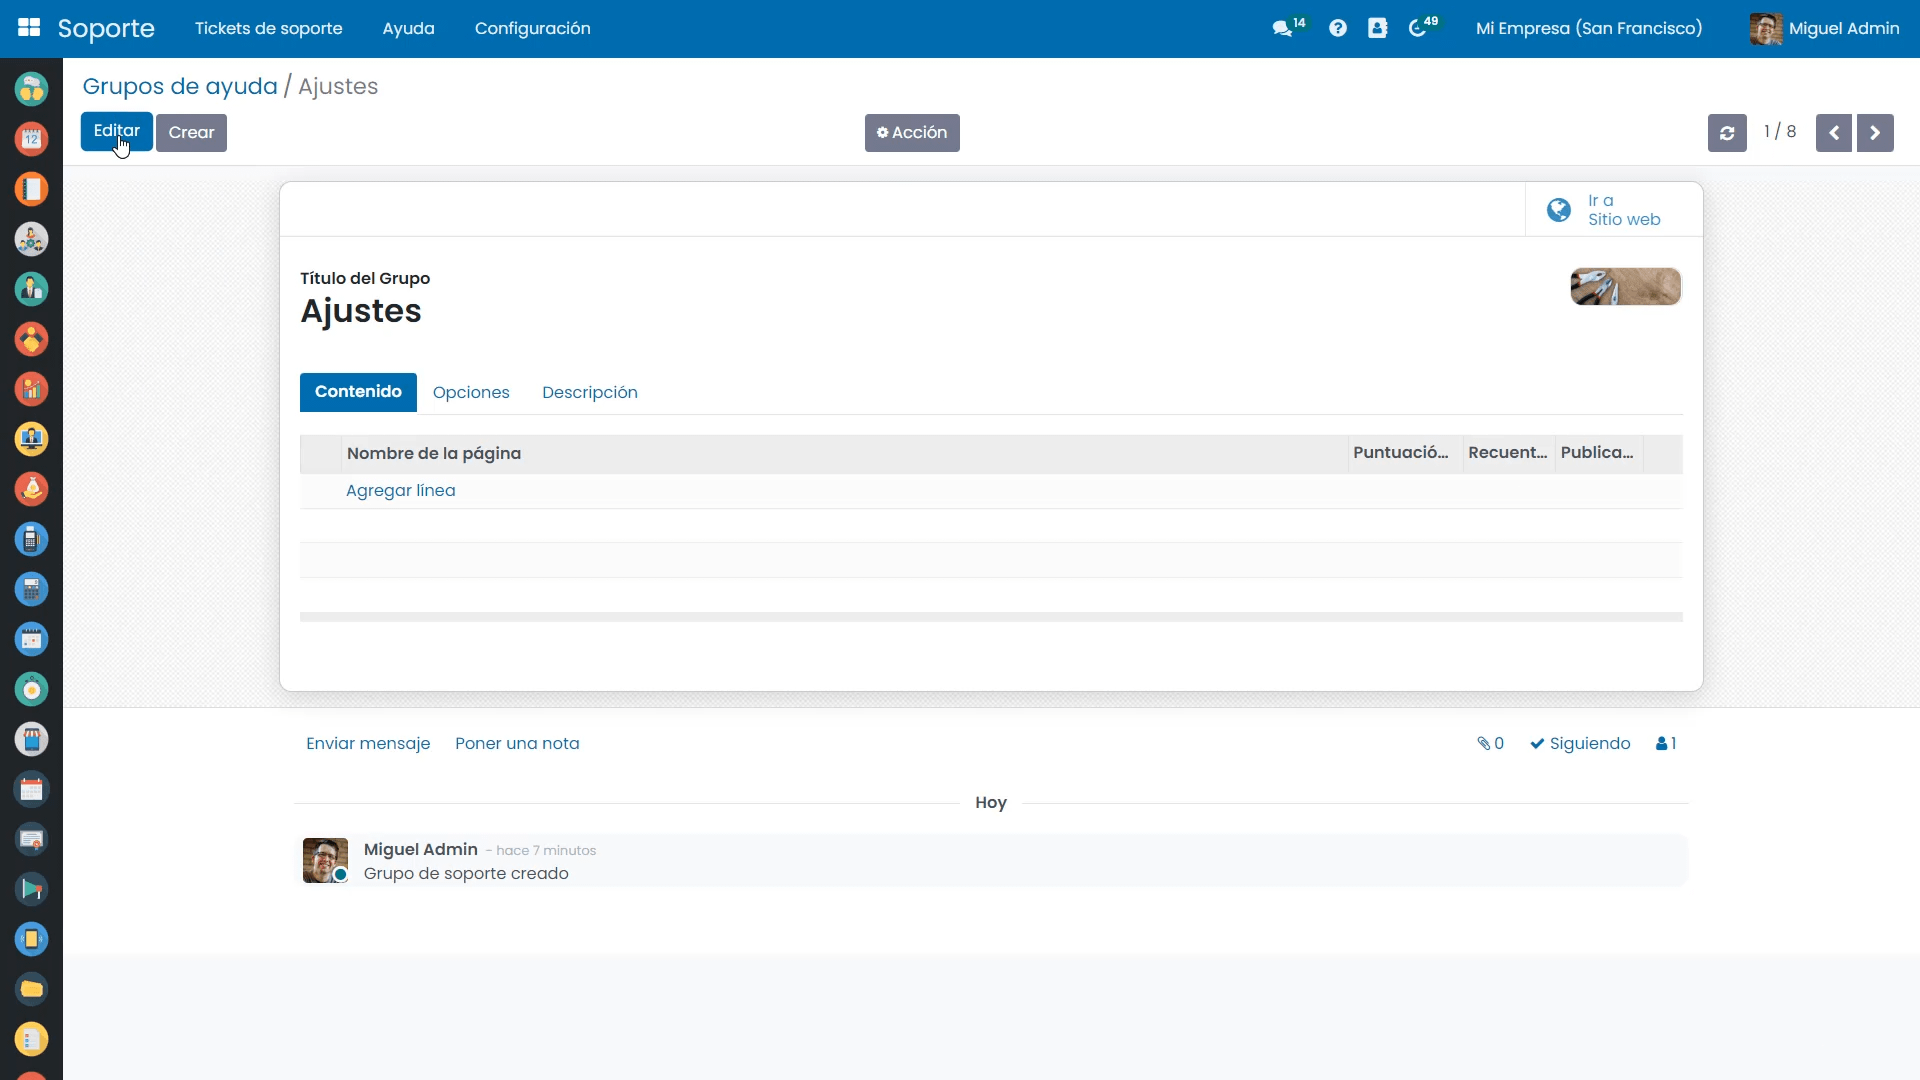 Soporte
Tickets de soporte
Ayuda
Configuración
14
49
Mi Empresa (San Francisco)
Miguel Admin
Grupos de ayuda / Ajustes
Editar
Crear
Acción
1 / 8
Ir a
Sitio web
Título del Grupo
Ajustes
Contenido
Opciones
Descripción
Nombre de la página
Puntuació...
Recuent...
Publica...
Agregar línea
Enviar mensaje
Poner una nota
0
Siguiendo
1
Hoy
Miguel Admin - hace 7 minutos
Grupo de soporte creado
12